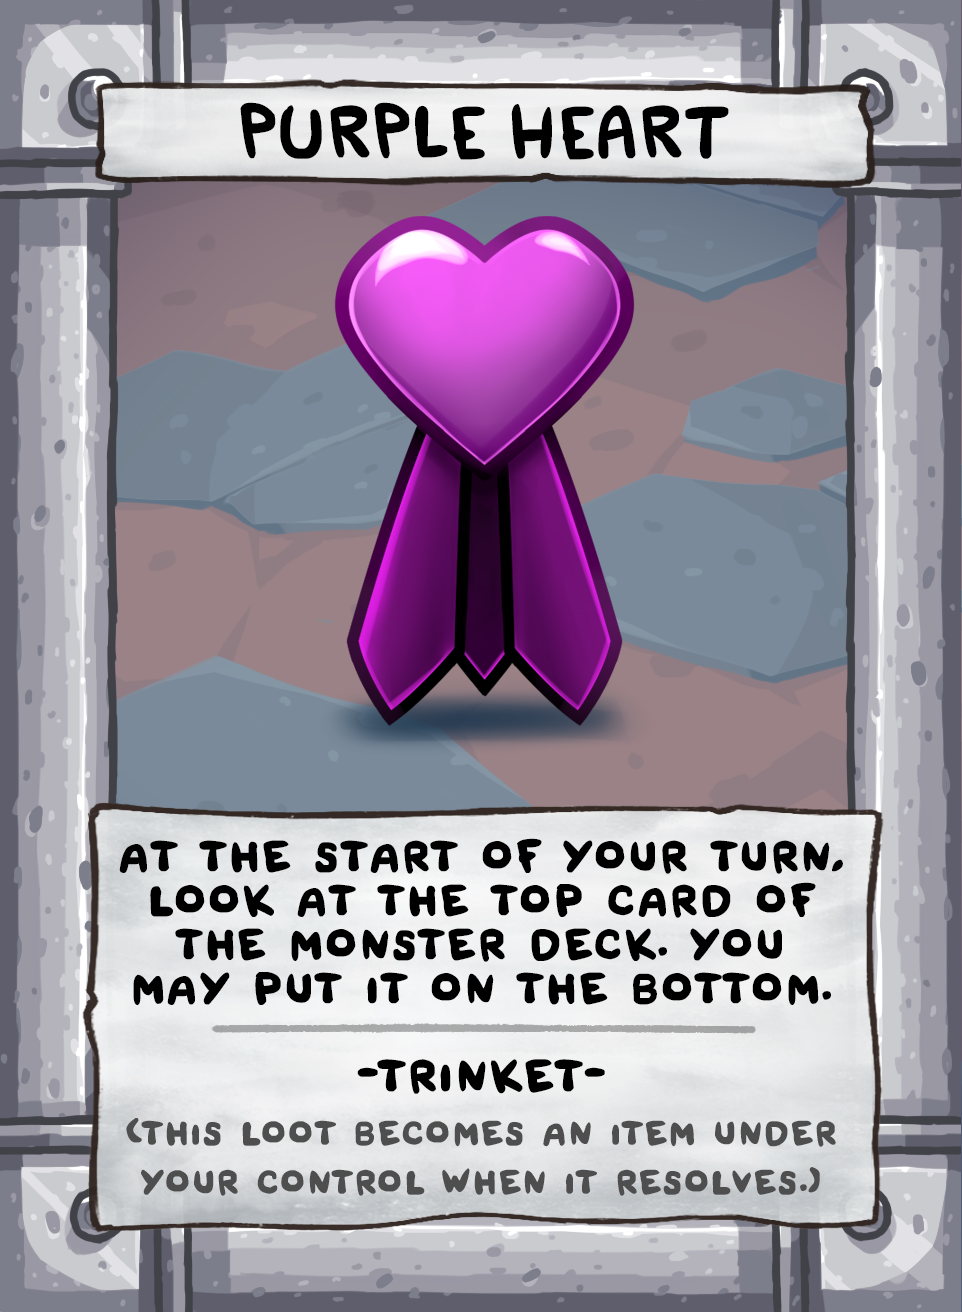 PURPLE HEART
AT THE START OF YOUR TURN,
LOOK AT THE TOP CARD OF
THE MONSTER DECK. YOU
MAY PUT IT ON THE BOTTOM.
-TRINKET-
(THIS LOOT BECOMES AN ITEM UNDER
YOUR CONTROL WHEN IT RESOLVES.)